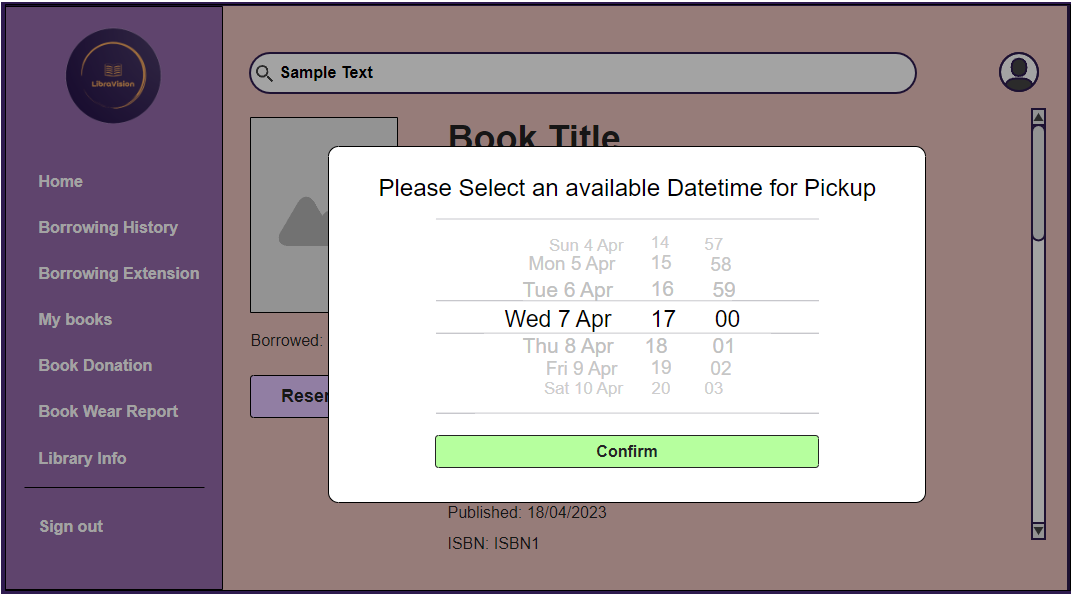 LibraVision
Home
Borrowing History
Borrowing Extension
My books
Book Donation
Book Wear Report
Library Info
Sign out
Sample Text
Book Title
Please Select an available Datetime for Pickup
Sun 4 Apr 14 57
Mon 5 Apr 15 58
Tue 6 Apr 16 59
Wed 7 Apr 17 00
Thu 8 Apr 18 01
Fri 9 Apr 19 02
Sat 10 Apr 20 03
Confirm
Borrowed:
Reser
Published: 18/04/2023
ISBN: ISBN1